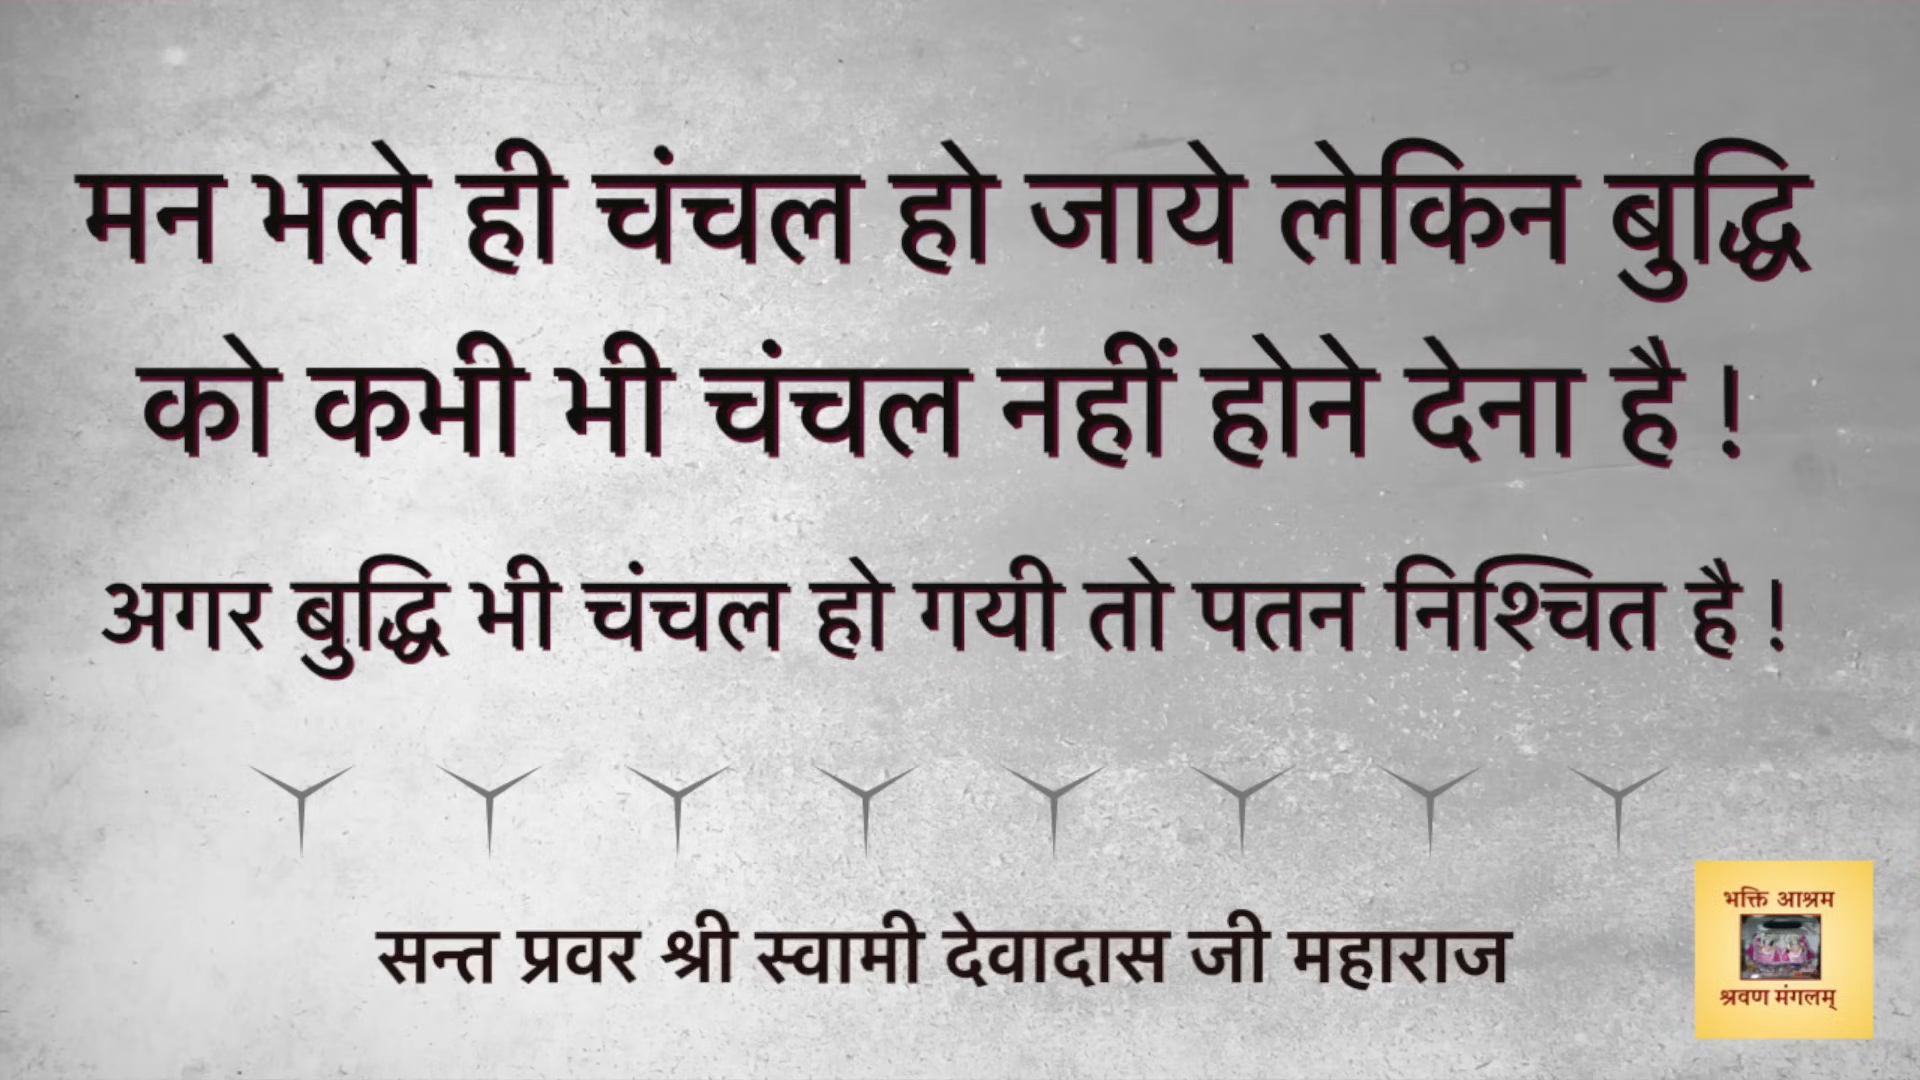 मन भले ही चंचल हो जाये लेकिन बुद्धि
को कभी भी चंचल नहीं होने देना है !
अगर बुद्धि भी चंचल हो गयी तो पतन निश्चित है !
सन्त प्रवर श्री स्वामी देवादास जी महाराज
भक्ति आश्रम
श्रवण मंगलम्